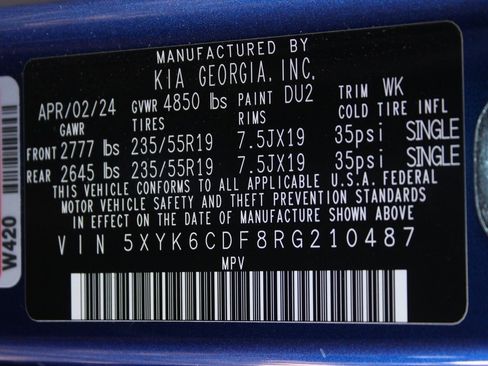 MANUFACTURED BY
KIA GEORGIA, INC.
APR/02/24 GVWR 4850 lbs PAINT DU2 TRIM WK
GAWR TIRES RIMS COLD TIRE INFL
FRONT 2777 lbs 235/55R19 7.5JX19 35psi SINGLE
REAR 2645 lbs 235/55R19 7.5JX19 35psi SINGLE
THIS VEHICLE CONFORMS TO ALL APPLICABLE U.S.A. FEDERAL
MOTOR VEHICLE SAFETY AND THEFT PREVENTION STANDARDS
IN EFFECT ON THE DATE OF MANUFACTURE SHOWN ABOVE
VIN 5XYK6CDF8RG210487
MPV
W420